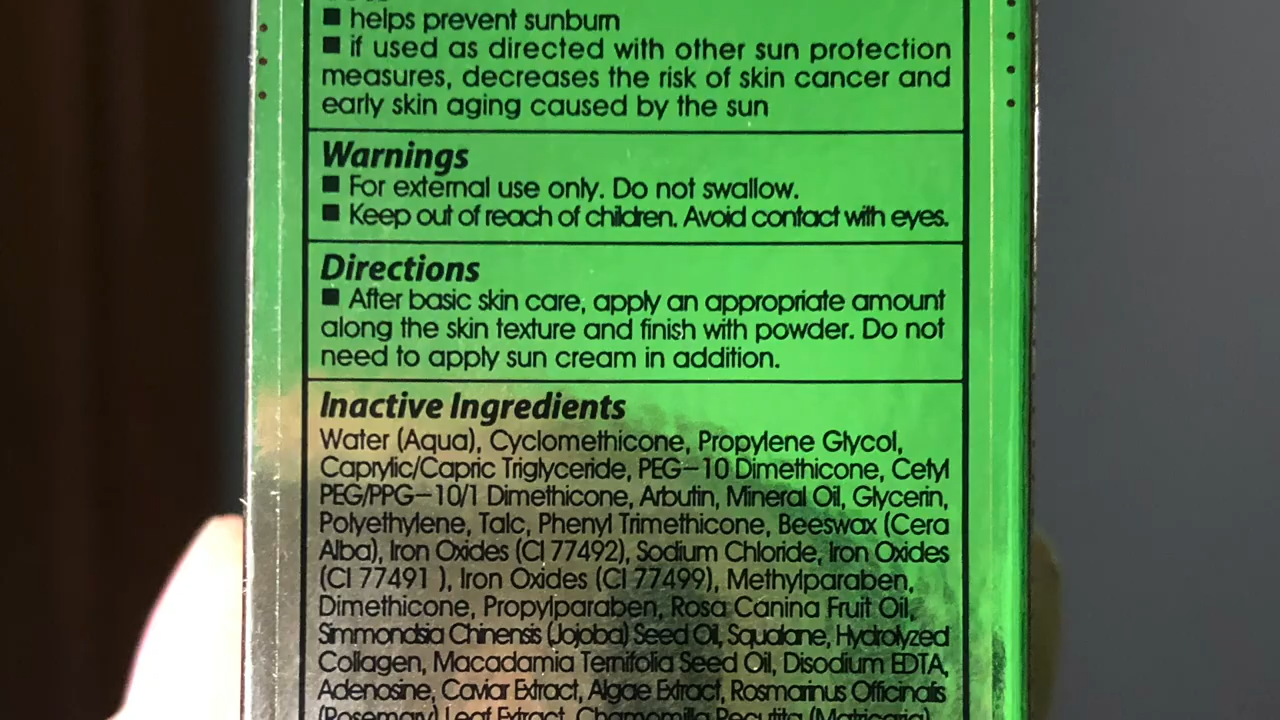 ■ helps prevent sunburn
■ if used as directed with other sun protection
measures, decreases the risk of skin cancer and
early skin aging caused by the sun
Warnings
■ For external use only. Do not swallow.
■ Keep out of reach of children. Avoid contact with eyes.
Directions
■ After basic skin care, apply an appropriate amount
along the skin texture and finish with powder. Do not
need to apply sun cream in addition.
Inactive Ingredients
Water (Aqua), Cyclomethicone, Propylene Glycol,
Caprylic/Capric Triglyceride, PEG-10 Dimethicone, Cetyl
PEG/PPG-10/1 Dimethicone, Arbutin, Mineral Oil, Glycerin,
Polyethylene, Talc, Phenyl Trimethicone, Beeswax (Cera
Alba), Iron Oxides (CI 77492), Sodium Chloride, Iron Oxides
(CI 77491 ), Iron Oxides (CI 77499), Methylparaben,
Dimethicone, Propylparaben, Rosa Canina Fruit Oil,
Simmondsia Chinensis (Jojoba) Seed Oil, Squalane, Hydrolyzed
Collagen, Macadamia Ternifolia Seed Oil, Disodium EDTA,
Adenosine, Caviar Extract, Algae Extract, Rosmarinus Officinalis
(Rosemary) Leaf Extract, Chamomilla Recutita (Matricaria)